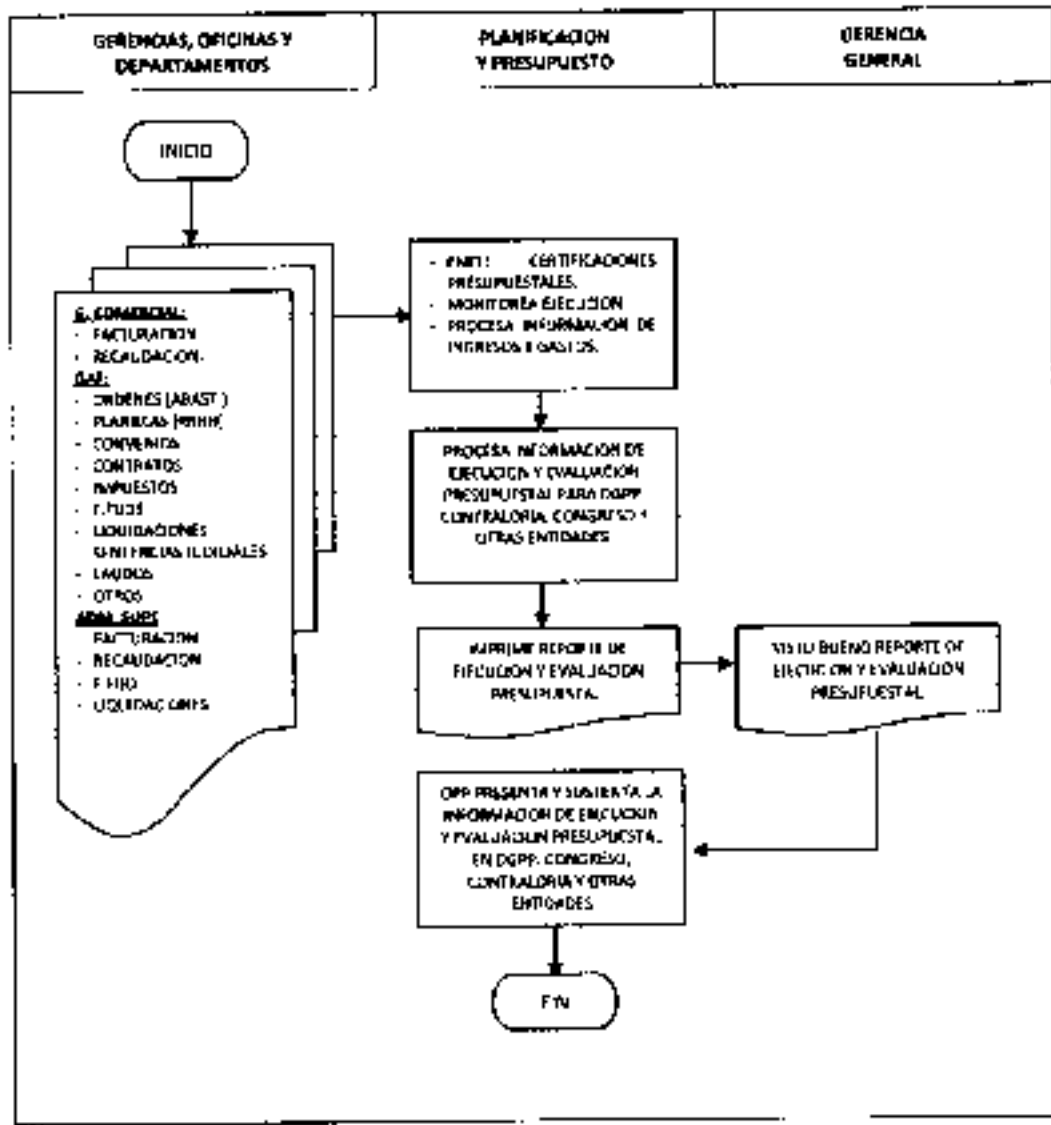 GERENCIAS, OFICINAS Y
DEPARTAMENTOS
PLANIFICACION
Y PRESUPUESTO
GERENCIA
GENERAL
INICIO
G. COMERCIAL:
- FACTURACION
- RECAUDACION.
GAF:
- ORDENES (ABAST.)
- PLANILLAS (RRHH)
- CONVENIOS
- CONTRATOS
- IMPUESTOS
- LIQUIDACIONES
SENTENCIAS JUDICIALES
- LAUDOS
- OTROS
FACTURACION
- RECAUDACION
- LIQUIDACIONES
- EMITE CERTIFICACIONES
PRESUPUESTALES.
- MONITOREA EJECUCION
- PROCESA INFORMACION DE
INGRESOS Y GASTOS.
PROCESA INFORMACION DE
EJECUCION Y EVALUACION
PRESUPUESTAL PARA DGPP,
CONTRALORIA, CONGRESO Y
OTRAS ENTIDADES
IMPRIME REPORTE DE
EJECUCION Y EVALUACION
PRESUPUESTAL
VISTO BUENO REPORTE DE
EJECUCION Y EVALUACION
PRESUPUESTAL
OPP PRESENTA Y SUSTENTA LA
INFORMACION DE EJECUCION
Y EVALUACION PRESUPUESTAL
EN DGPP, CONGRESO,
CONTRALORIA Y OTRAS
ENTIDADES
FIN